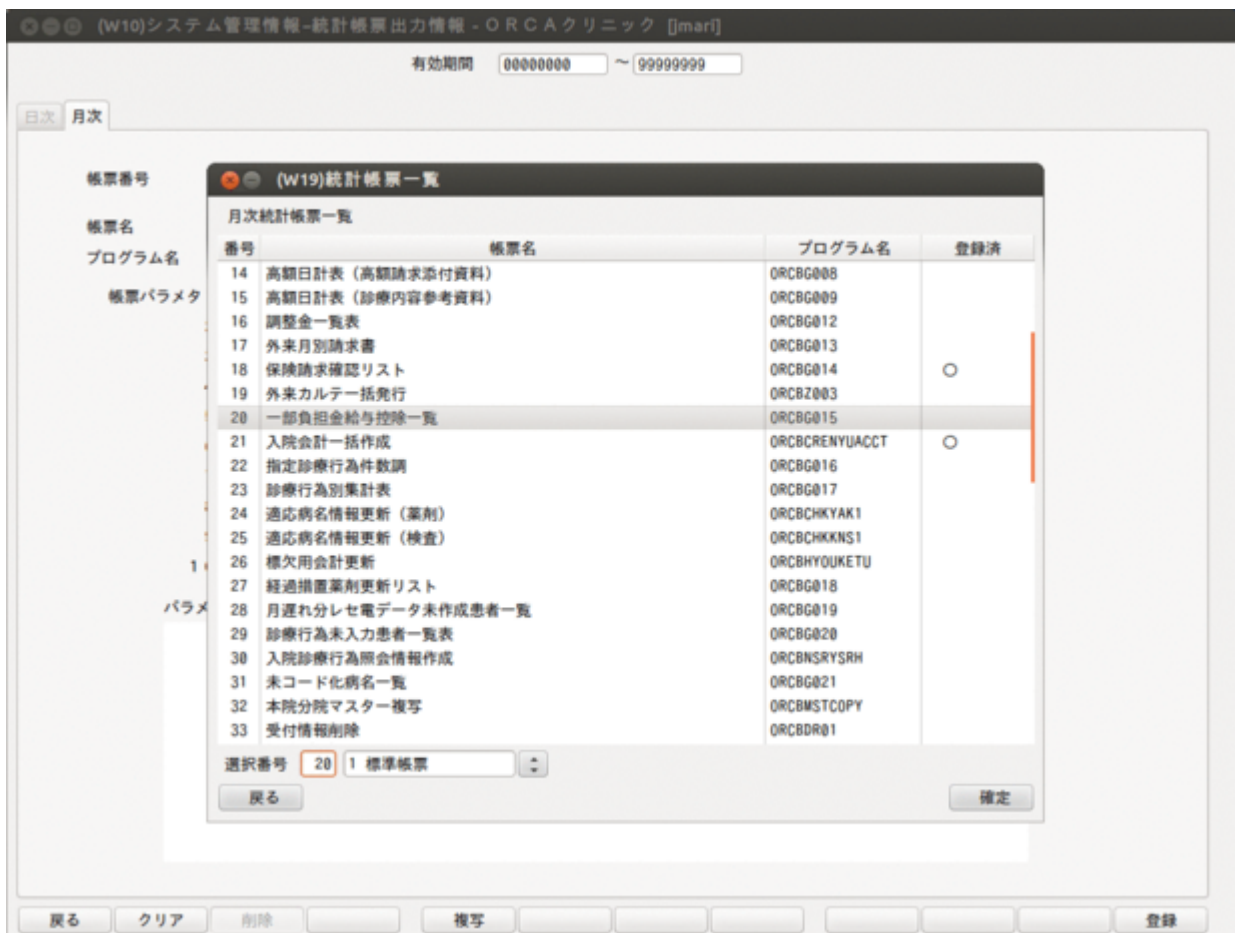 (W10)システム管理情報-統計帳票出力情報 - ORCAクリニック [jmari]
有効期間 00000000 ~ 99999999
日次 月次
帳票番号
帳票名
プログラム名
帳票パラメタ
(W19)統計帳票一覧
月次統計帳票一覧
番号 帳票名 プログラム名 登録済
14 高額日計表(高額請求添付資料) ORCBG008
15 高額日計表(診療内容参考資料) ORCBG009
16 調整金一覧表 ORCBG012
17 外来月別請求書 ORCBG013
18 保険請求確認リスト ORCBG014 ○
19 外来カルテ一括発行 ORCBZ003
20 一部負担金給与控除一覧 ORCBG015
21 入院会計一括作成 ORCBCRENYUACCT ○
22 指定診療行為件数調 ORCBG016
23 診療行為別集計表 ORCBG017
24 適応病名情報更新(薬剤) ORCBCHKYAK1
25 適応病名情報更新(検査) ORCBCHKKNS1
26 標欠用会計更新 ORCBHYOUKETU
27 経過措置薬剤更新リスト ORCBG018
28 月遅れ分レセ電データ未作成患者一覧 ORCBG019
29 診療行為未入力患者一覧表 ORCBG020
30 入院診療行為照会情報作成 ORCBNSRYSRH
31 未コード化病名一覧 ORCBG021
32 本院分院マスター複写 ORCBMSTCOPY
33 受付情報削除 ORCBDR01
1
パラメ
選択番号 20 1 標準帳票
戻る 確定
戻る クリア 削除 複写 登録